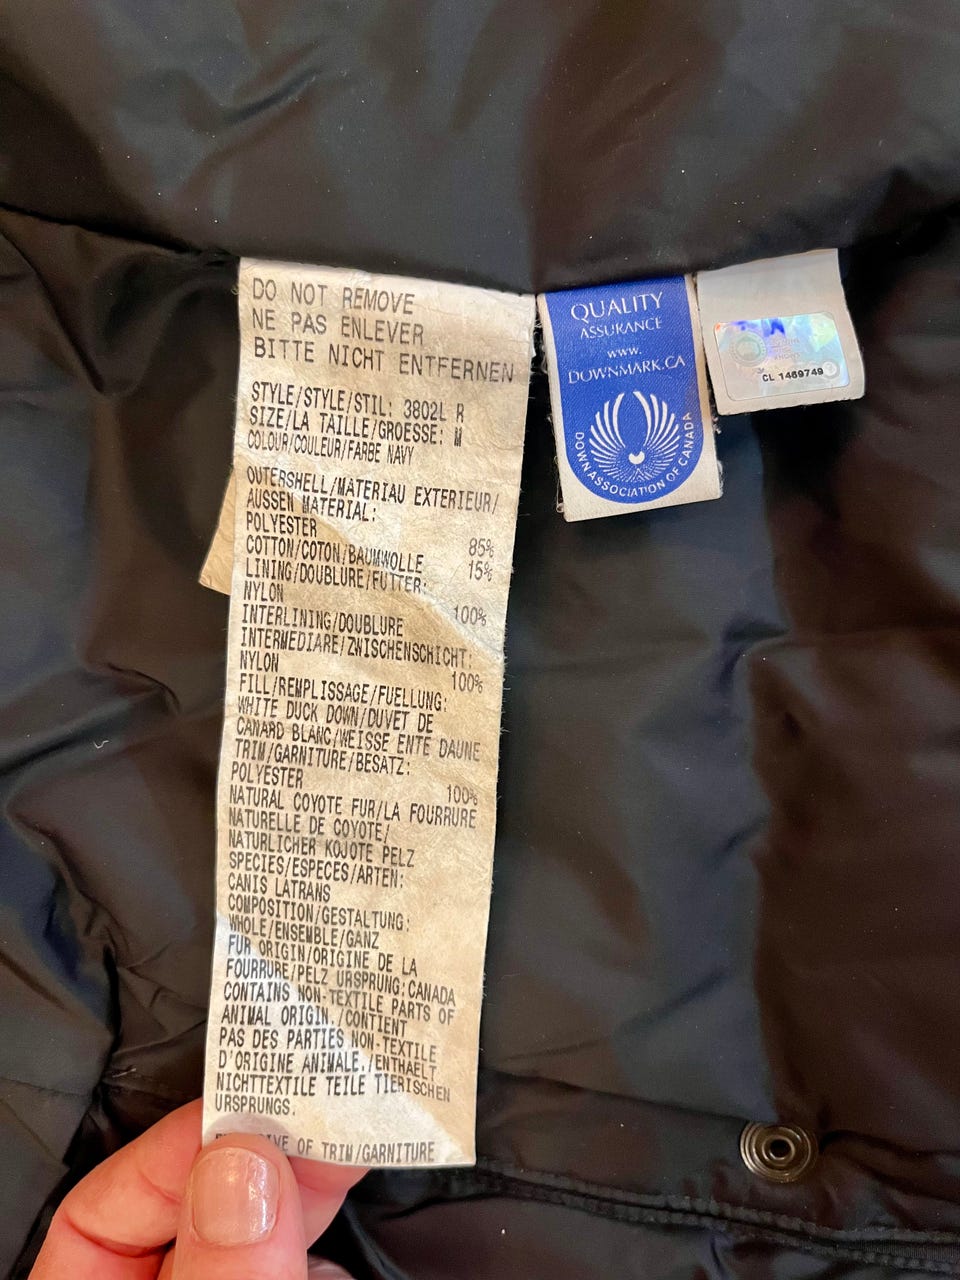 DO NOT REMOVE
NE PAS ENLEVER
BITTE NICHT ENTFERNEN
STYLE/STYLE/STIL: 3802L R
SIZE/LA TAILLE/GROESSE: M
COLOUR/COULEUR/FARBE NAVY
OUTERSHELL/MATERIAU EXTERIEUR/
AUSSEN MATERIAL:
POLYESTER 85%
COTTON/COTON/BAUMWOLLE 15%
LINING/DOUBLURE/FUTTER:
NYLON 100%
INTERLINING/DOUBLURE
INTERMEDIARE/ZWISCHENSCHICHT:
NYLON 100%
FILL/REMPLISSAGE/FUELLUNG:
WHITE DUCK DOWN/DUVET DE
CANARD BLANC/WEISSE ENTE DAUNE
TRIM/GARNITURE/BESATZ:
POLYESTER 100%
NATURAL COYOTE FUR/LA FOURRURE
NATURELLE DE COYOTE/
NATURLICHER KOJOTE PELZ
SPECIES/ESPECES/ARTEN:
CANIS LATRANS
COMPOSITION/GESTALTUNG:
WHOLE/ENSEMBLE/GANZ
FUR ORIGIN/ORIGINE DE LA
FOURRURE/PELZ URSPRUNG:CANADA
CONTAINS NON-TEXTILE PARTS OF
ANIMAL ORIGIN./CONTIENT
PAS DES PARTIES NON-TEXTILE
D'ORIGINE ANIMALE./ENTHAELT
NICHTTEXTILE TEILE TIERISCHEN
URSPRUNGS.
OF TRIM/GARNITURE
QUALITY
ASSURANCE
www.
DOWNMARK.CA
DOWN ASSOCIATION OF CANADA
CL 1469749